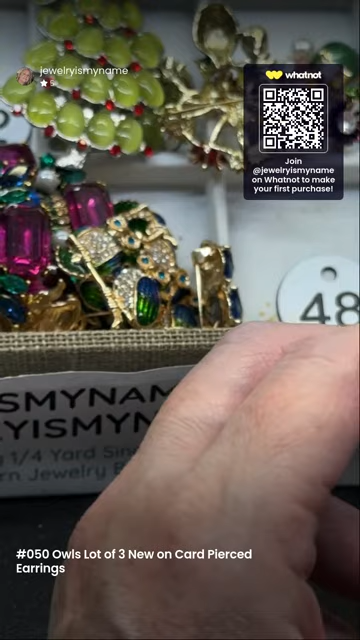 jewelryismyname
whatnot
Join
@jewelryismyname
on Whatnot to make
your first purchase!
48
SMYNAM
YISMYN
1/4 Yard Sin
rn Jewelry
#050 Owls Lot of 3 New on Card Pierced
Earrings